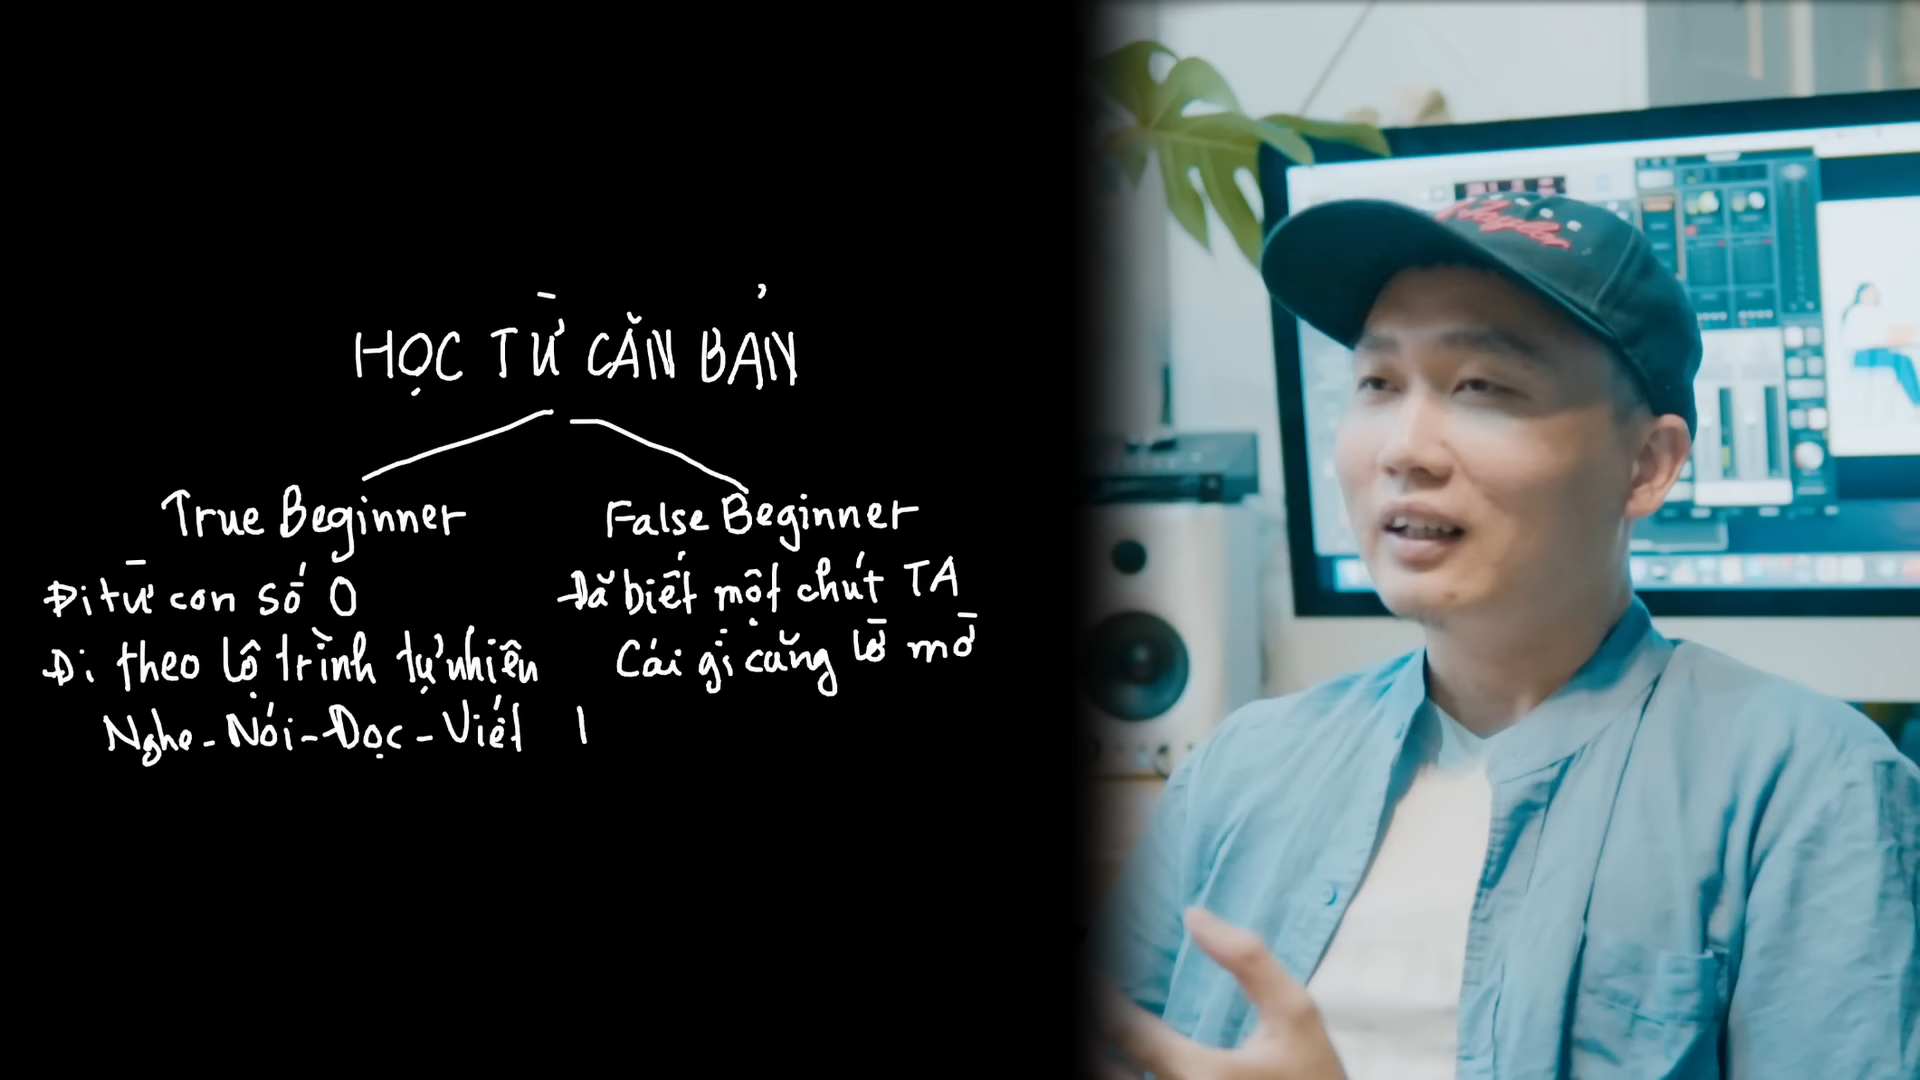 HỌC TỪ CĂN BẢN
True Beginner
Đi từ con số 0
Đi theo lộ trình tự nhiên
Nghe - Nói - Đọc - Viết
False Beginner
Đã biết một chút TA
Cái gì cũng lờ mờ